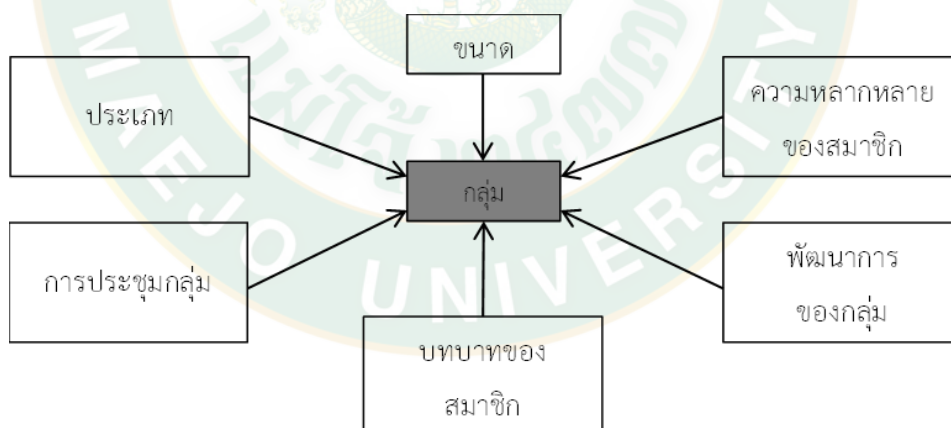 ขนาด
ประเภท
ความหลากหลาย
ของสมาชิก
กลุ่ม
การประชุมกลุ่ม
พัฒนาการ
ของกลุ่ม
บทบาทของ
สมาชิก
MAEJO UNIVERSITY